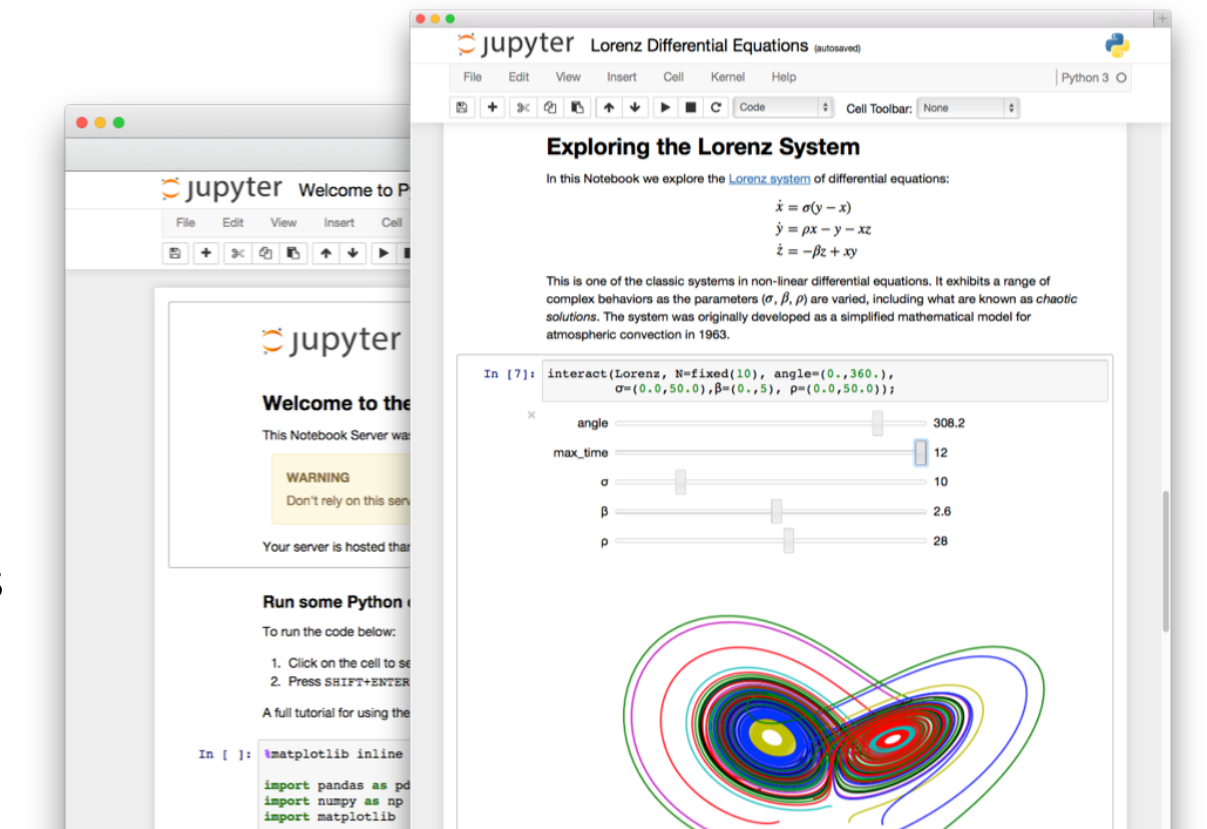 jupyter Lorenz Differential Equations (autosaved)
File Edit View Insert Cell Kernel Help Python 3
Code Cell Toolbar: None
Exploring the Lorenz System
In this Notebook we explore the Lorenz system of differential equations:
ẋ = σ(y − x)
ẏ = ρx − y − xz
ż = −βz + xy
This is one of the classic systems in non-linear differential equations. It exhibits a range of
complex behaviors as the parameters (σ, β, ρ) are varied, including what are known as chaotic
solutions. The system was originally developed as a simplified mathematical model for
atmospheric convection in 1963.
In [7]: interact(Lorenz, N=fixed(10), angle=(0.,360.),
σ=(0.0,50.0),β=(0.,5), ρ=(0.0,50.0));
angle 308.2
max_time 12
σ 10
β 2.6
ρ 28
jupyter Welcome to P
File Edit View Insert Cell
jupyter
Welcome to the
This Notebook Server was
WARNING
Don't rely on this serv
Your server is hosted than
Run some Python
To run the code below:
1. Click on the cell to se
2. Press SHIFT+ENTER
A full tutorial for using the
In [ ]: %matplotlib inline
import pandas as pd
import numpy as np
import matplotlib